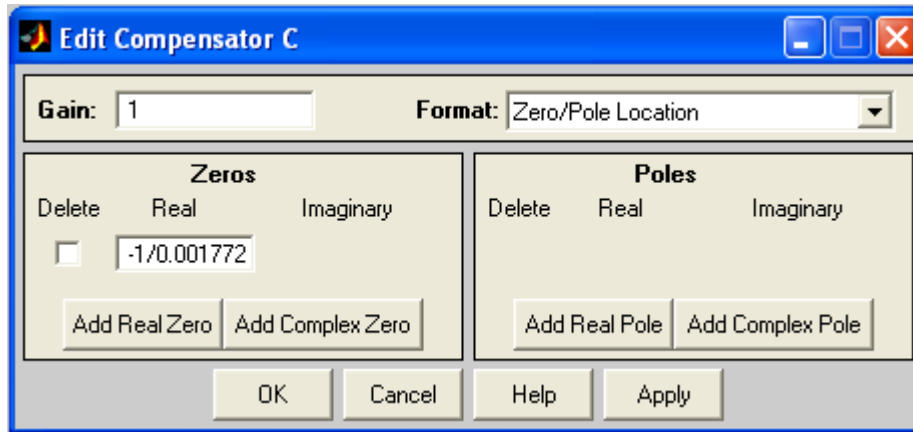 Edit Compensator C
Gain: 1 Format: Zero/Pole Location
Zeros
Delete Real Imaginary
-1/0.001772
Add Real Zero Add Complex Zero
Poles
Delete Real Imaginary
Add Real Pole Add Complex Pole
OK Cancel Help Apply